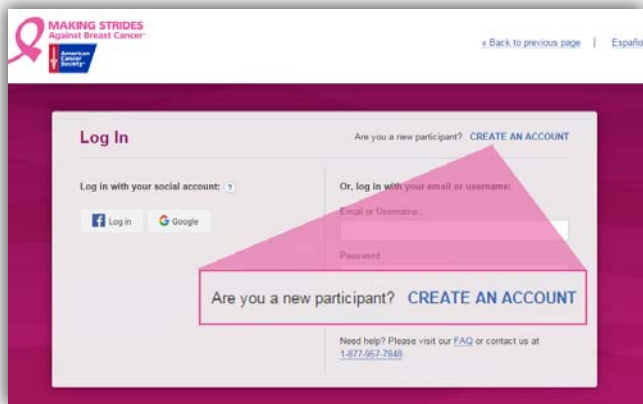 MAKING STRIDES
Against Breast Cancer
American
Cancer
Society
« Back to previous page | Españo
Log In
Are you a new participant? CREATE AN ACCOUNT
Log in with your social account: ?
Or, log in with your email or username:
Log in
Google
Email or Username
Password
Are you a new participant? CREATE AN ACCOUNT
Need help? Please visit our FAQ or contact us at
1-877-957-7848